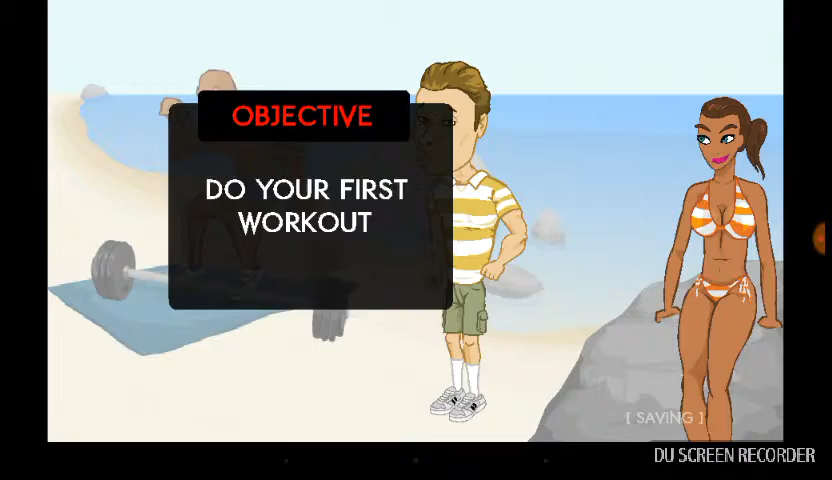 OBJECTIVE
DO YOUR FIRST
WORKOUT
[ SAVING ]
DU SCREEN RECORDER